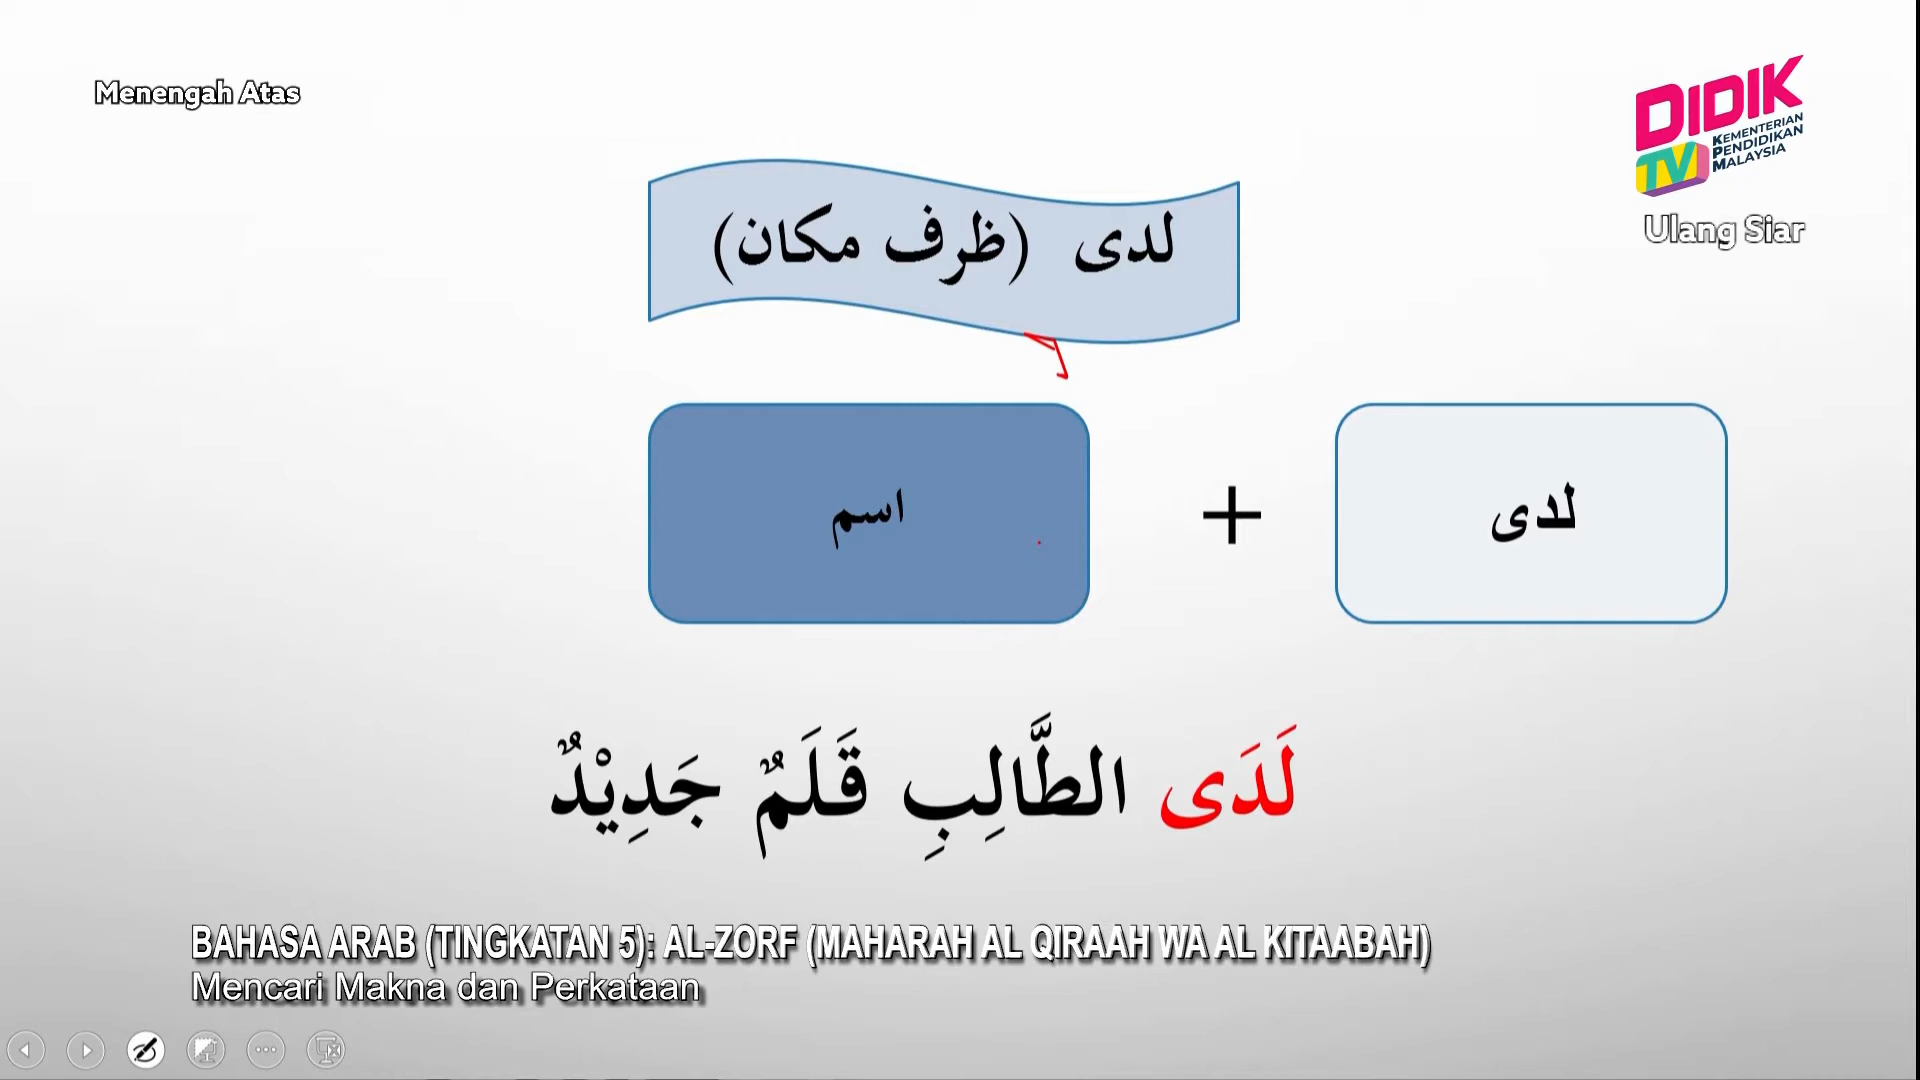 Menengah Atas
DIDIK
TV KEMENTERIAN
PENDIDIKAN
MALAYSIA
Ulang Siar
لدى (ظرف مكان)
لدى + اسم
لَدَى الطَّالِبِ قَلَمٌ جَدِيْدٌ
BAHASA ARAB (TINGKATAN 5): AL-ZORF (MAHARAH AL QIRAAH WA AL KITAABAH)
Mencari Makna dan Perkataan